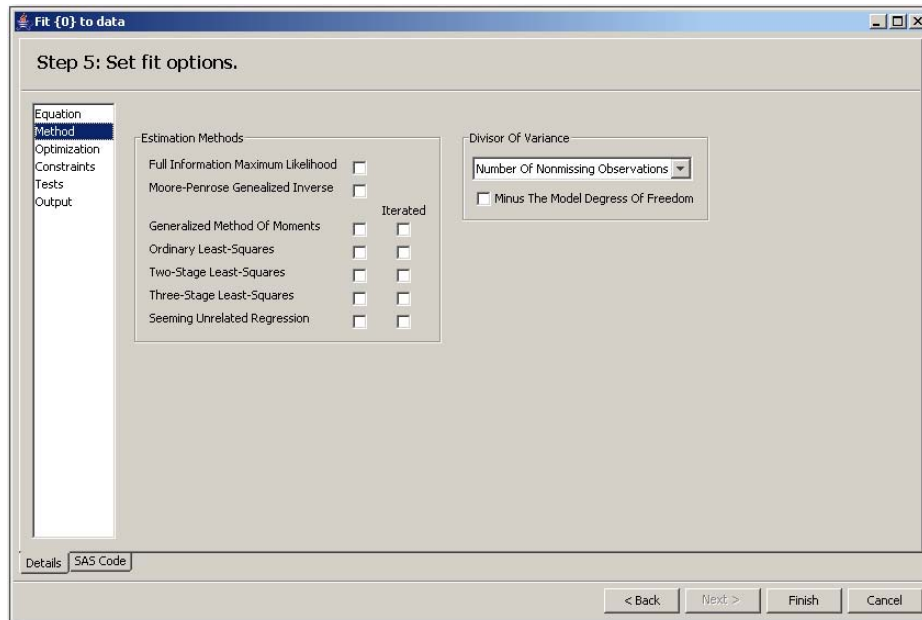 Fit {0} to data
Step 5: Set fit options.
Equation
Method
Optimization
Constraints
Tests
Output
Estimation Methods
Full Information Maximum Likelihood
Moore-Penrose Genealized Inverse
Iterated
Generalized Method Of Moments
Ordinary Least-Squares
Two-Stage Least-Squares
Three-Stage Least-Squares
Seeming Unrelated Regression
Divisor Of Variance
Number Of Nonmissing Observations
Minus The Model Degress Of Freedom
Details
SAS Code
< Back
Next >
Finish
Cancel